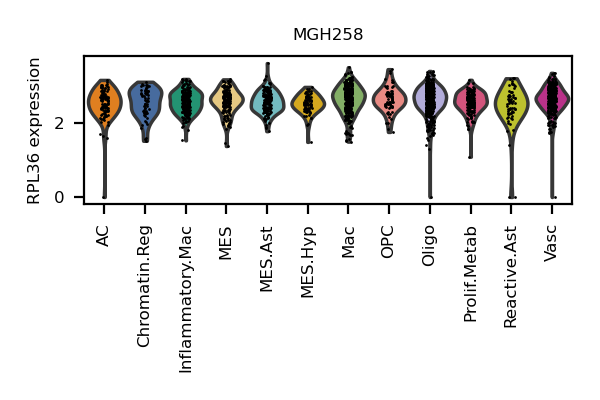 MGH258
RPL36 expression
2
0
AC
Chromatin.Reg
Inflammatory.Mac
MES
MES.Ast
MES.Hyp
Mac
OPC
Oligo
Prolif.Metab
Reactive.Ast
Vasc